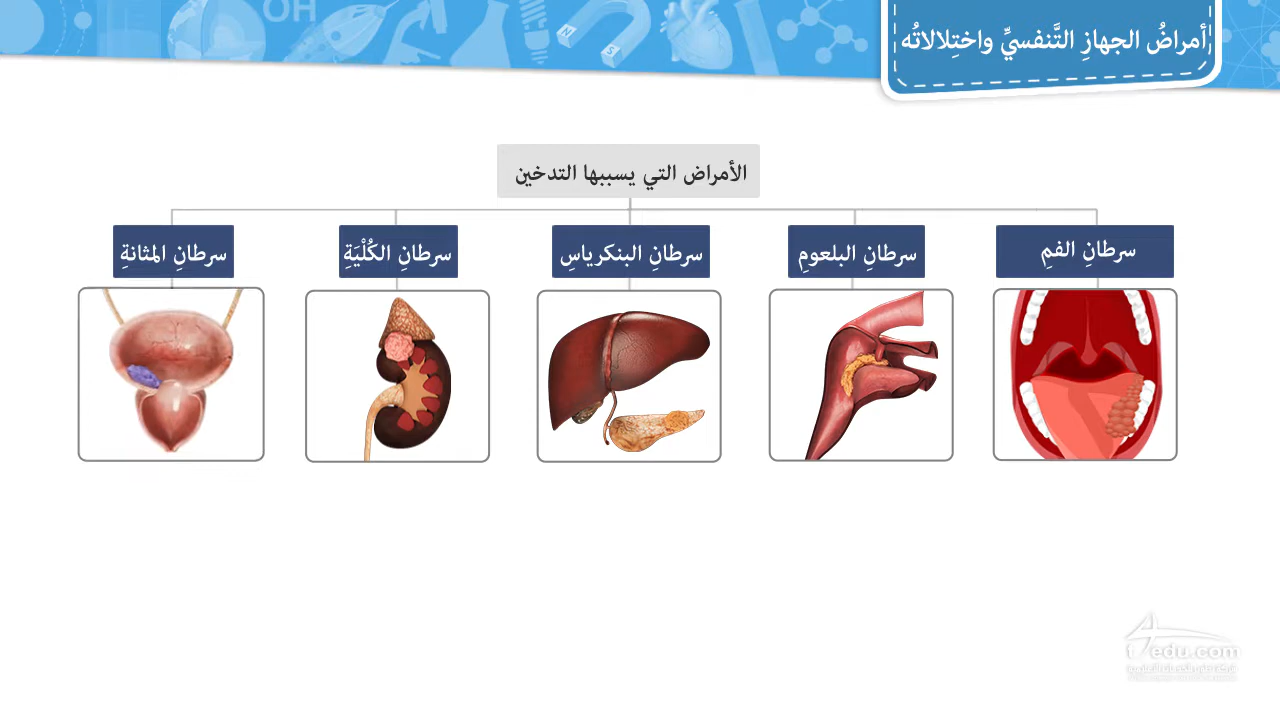 أمراضُ الجهازِ التَّنفسيِّ واختِلالاتُه
الأمراض التي يسببها التدخين
سرطانِ الفمِ
سرطانِ البلعومِ
سرطانِ البنكرياسِ
سرطانِ الكُلْيَةِ
سرطانِ المثانةِ
OH
N
S
edu.com